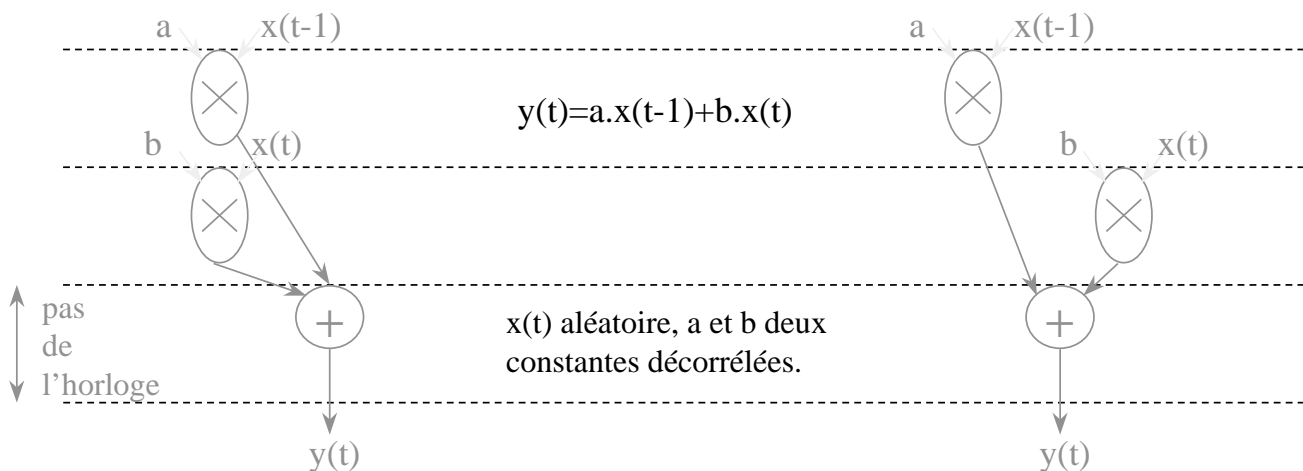 a x(t-1) a x(t-1)
y(t)=a.x(t-1)+b.x(t)
b x(t) b x(t)
pas
de
l’horloge
+ +
x(t) aléatoire, a et b deux
constantes décorrélées.
y(t) y(t)